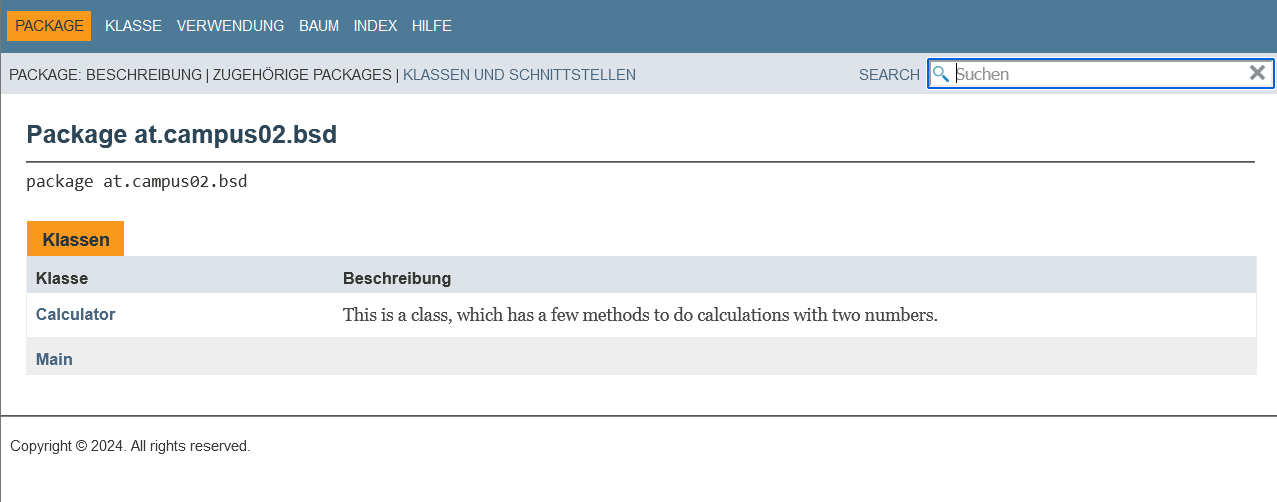 PACKAGE KLASSE VERWENDUNG BAUM INDEX HILFE
PACKAGE: BESCHREIBUNG | ZUGEHÖRIGE PACKAGES | KLASSEN UND SCHNITTSTELLEN SEARCH Suchen
Package at.campus02.bsd
package at.campus02.bsd
Klassen
Klasse Beschreibung
Calculator This is a class, which has a few methods to do calculations with two numbers.
Main
Copyright © 2024. All rights reserved.